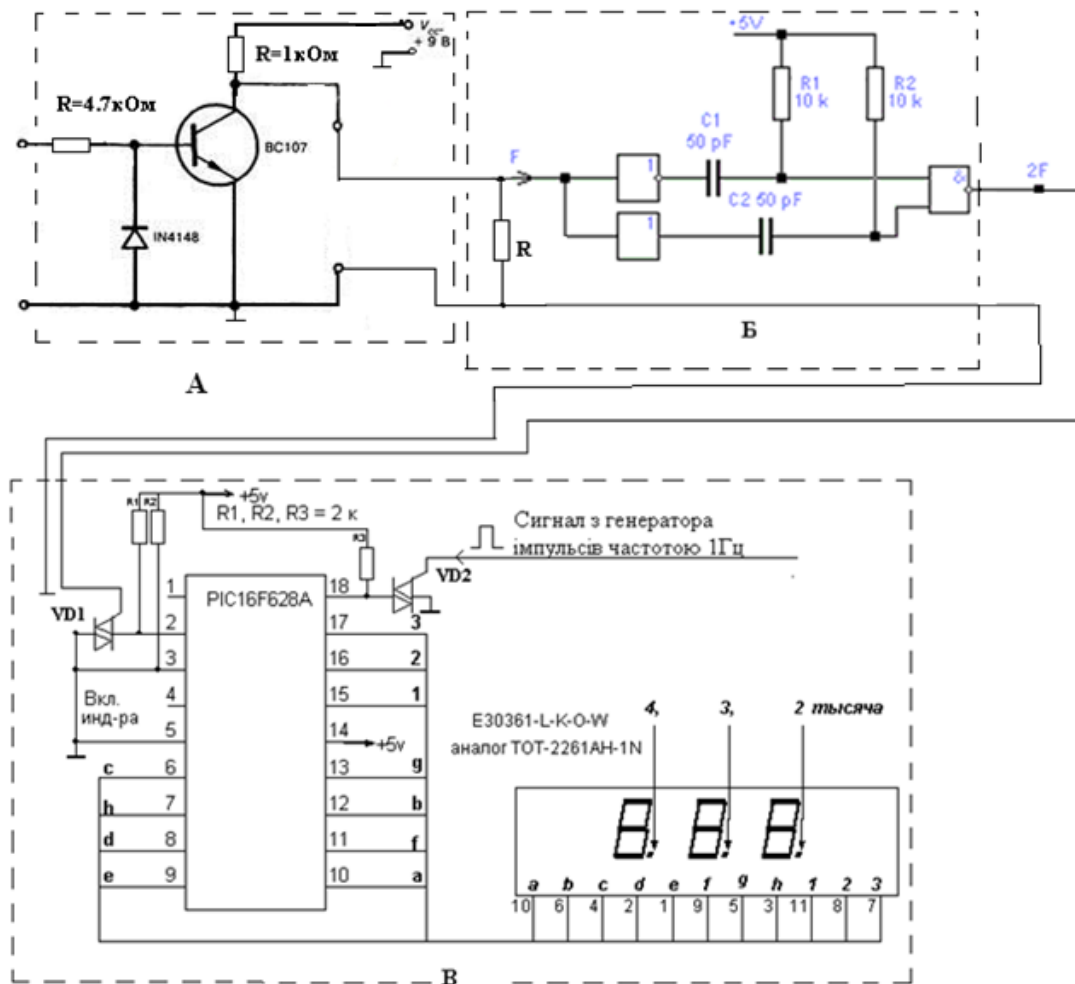 V_cc
+ 9 В
R=1кОм
R=4.7кОм
BC107
IN4148
А
+5V
R1
10 k
R2
10 k
C1
50 pF
F
1
&
2F
C2 50 pF
1
R
Б
+5v
R1 R2
R1, R2, R3 = 2 к
R3
Сигнал з генератора
імпульсів частотою 1Гц
VD1
VD2
PIC16F628A
1
18
2
17
3
3
16
2
4
15
1
Вкл.
инд-ра
5
14
+5v
c
6
13
g
h
7
12
b
d
8
11
f
e
9
10
a
E30361-L-K-O-W
аналог TOT-2261AH-1N
4,
3,
2 тысяча
a b c d e f g h 1 2 3
10 6 4 2 1 9 5 3 11 8 7
В